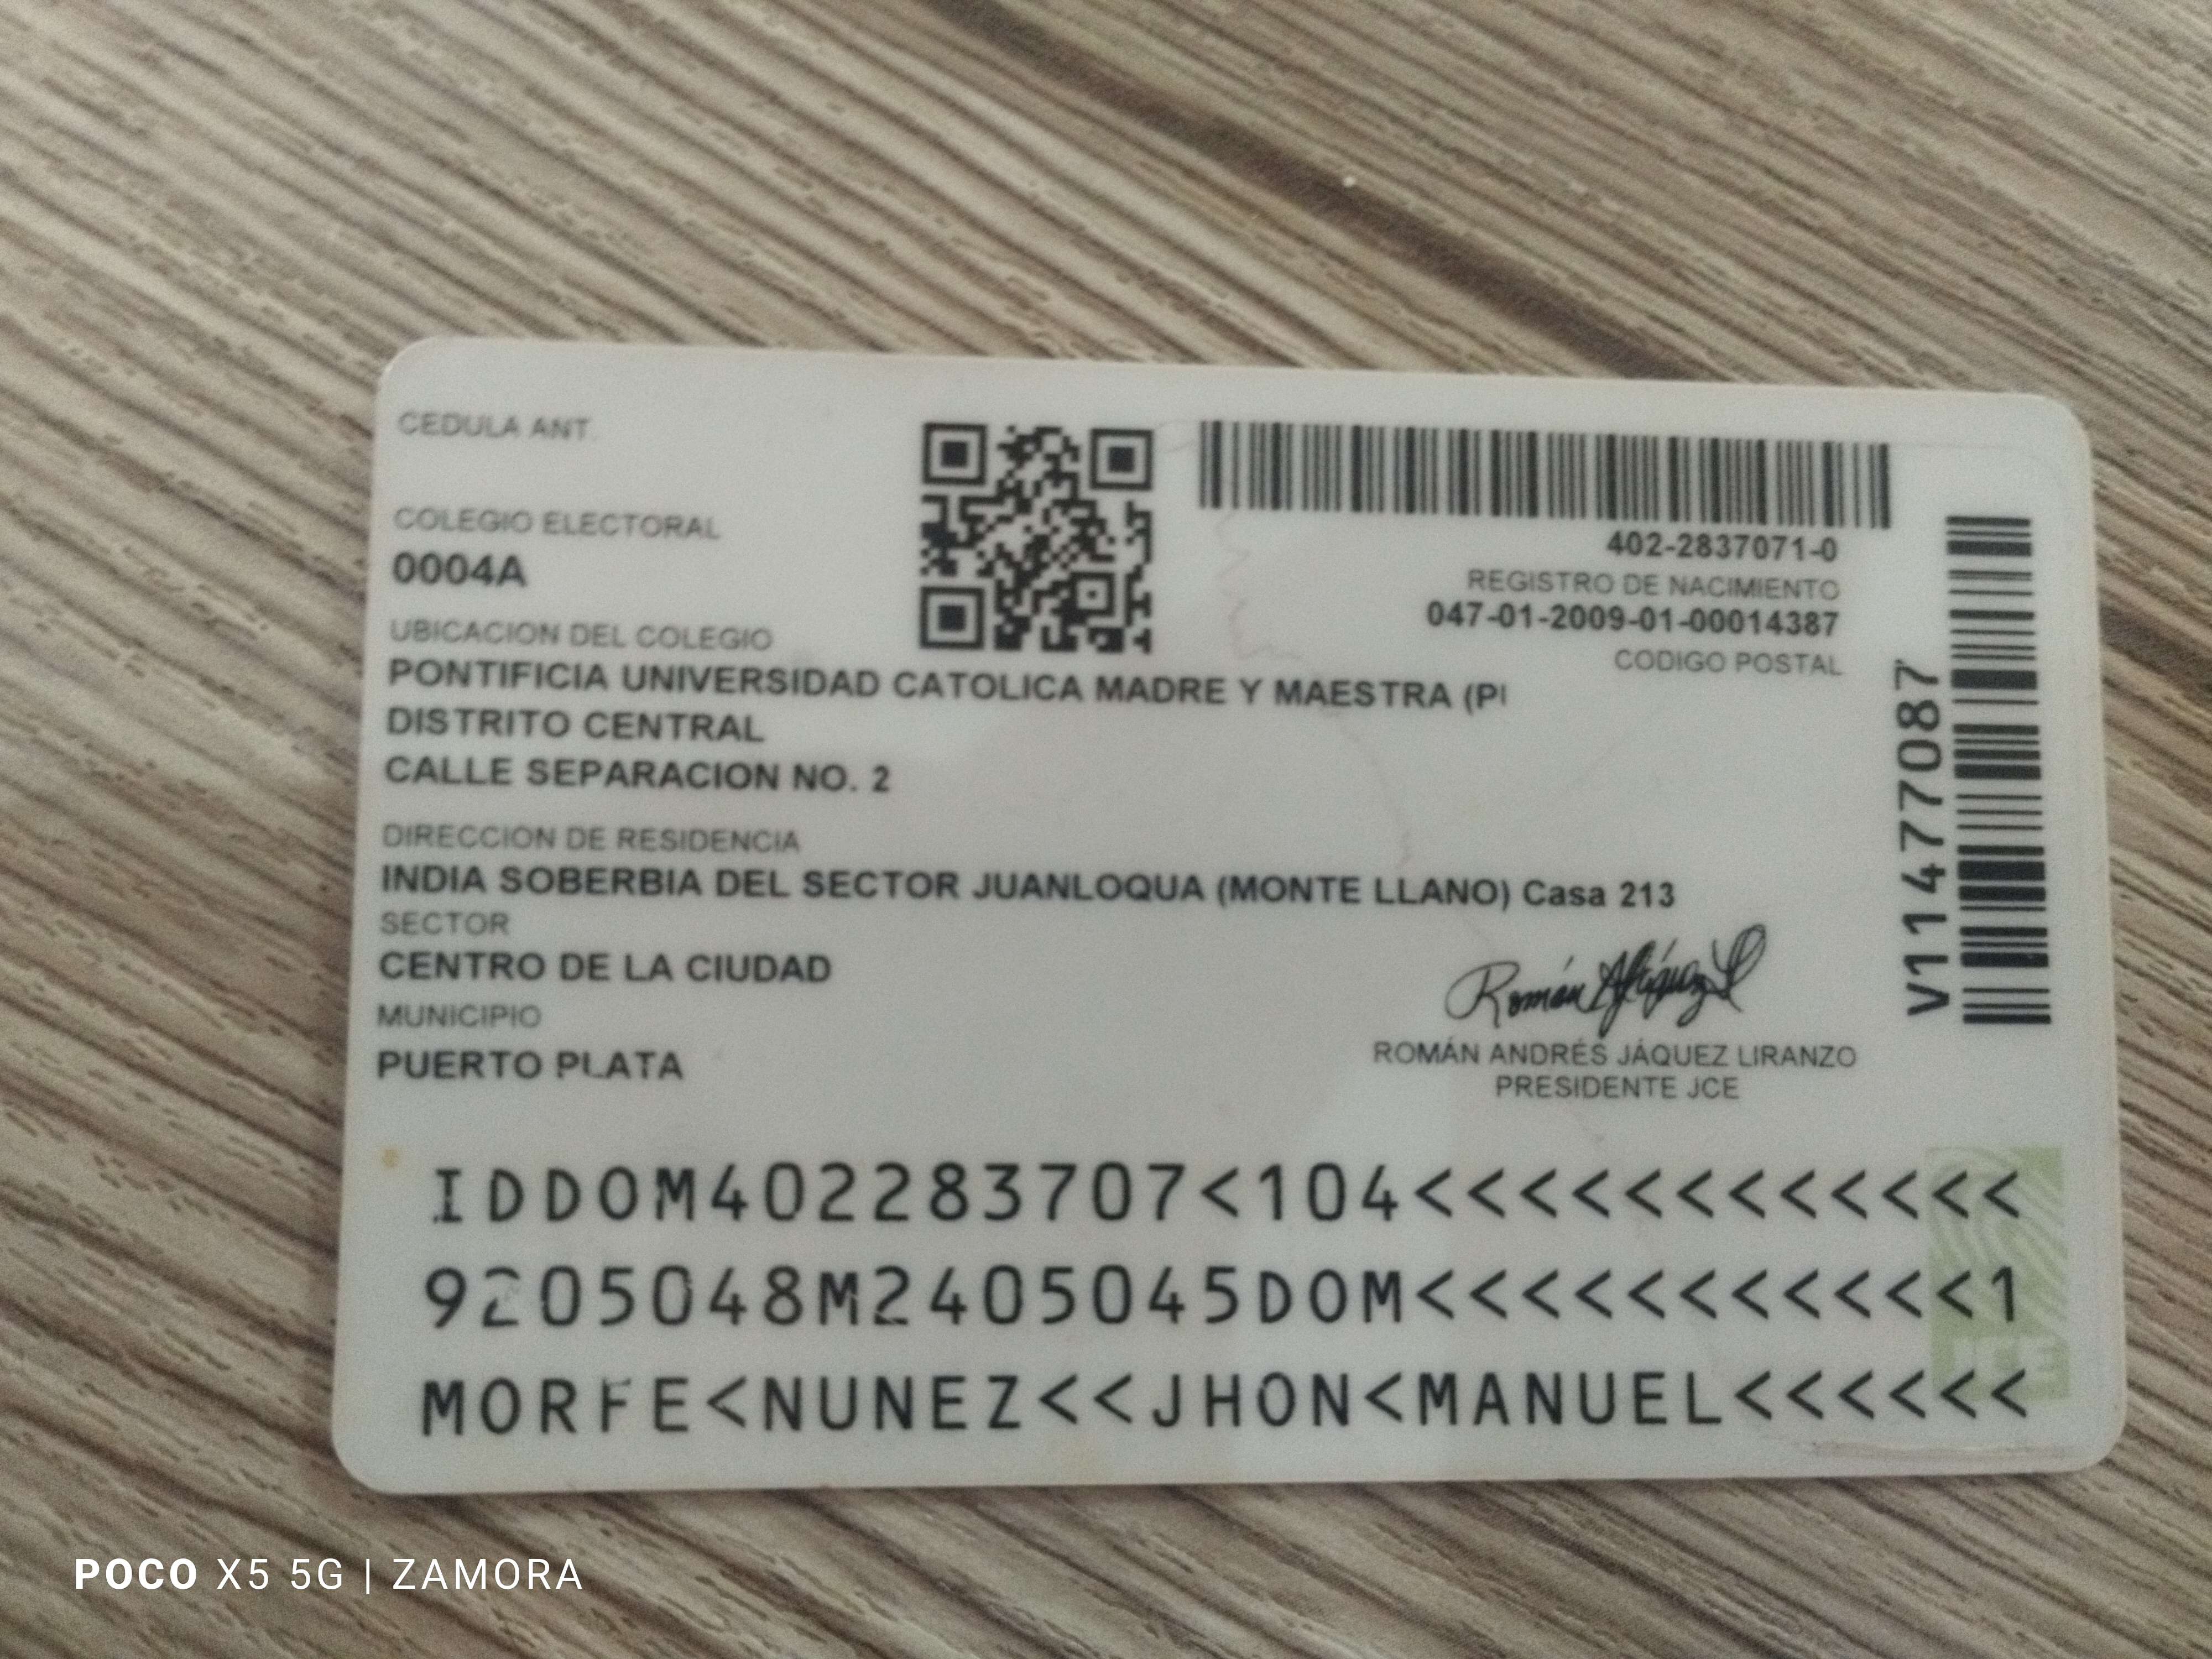 CEDULA ANT.
COLEGIO ELECTORAL
0004A
UBICACION DEL COLEGIO
PONTIFICIA UNIVERSIDAD CATOLICA MADRE Y MAESTRA (P
DISTRITO CENTRAL
CALLE SEPARACION NO. 2
DIRECCION DE RESIDENCIA
INDIA SOBERBIA DEL SECTOR JUANLOQUA (MONTE LLANO) Casa 213
SECTOR
CENTRO DE LA CIUDAD
MUNICIPIO
PUERTO PLATA
402-2837071-0
REGISTRO DE NACIMIENTO
047-01-2009-01-00014387
CODIGO POSTAL
V11477087
ROMÁN ANDRÉS JÁQUEZ LIRANZO
PRESIDENTE JCE
JCE
IDDOM402283707<104<<<<<<<<<<<<
9205048M2405045DOM<<<<<<<<<<<1
MORFE<NUNEZ<<JHON<MANUEL<<<<<<
POCO X5 5G | ZAMORA